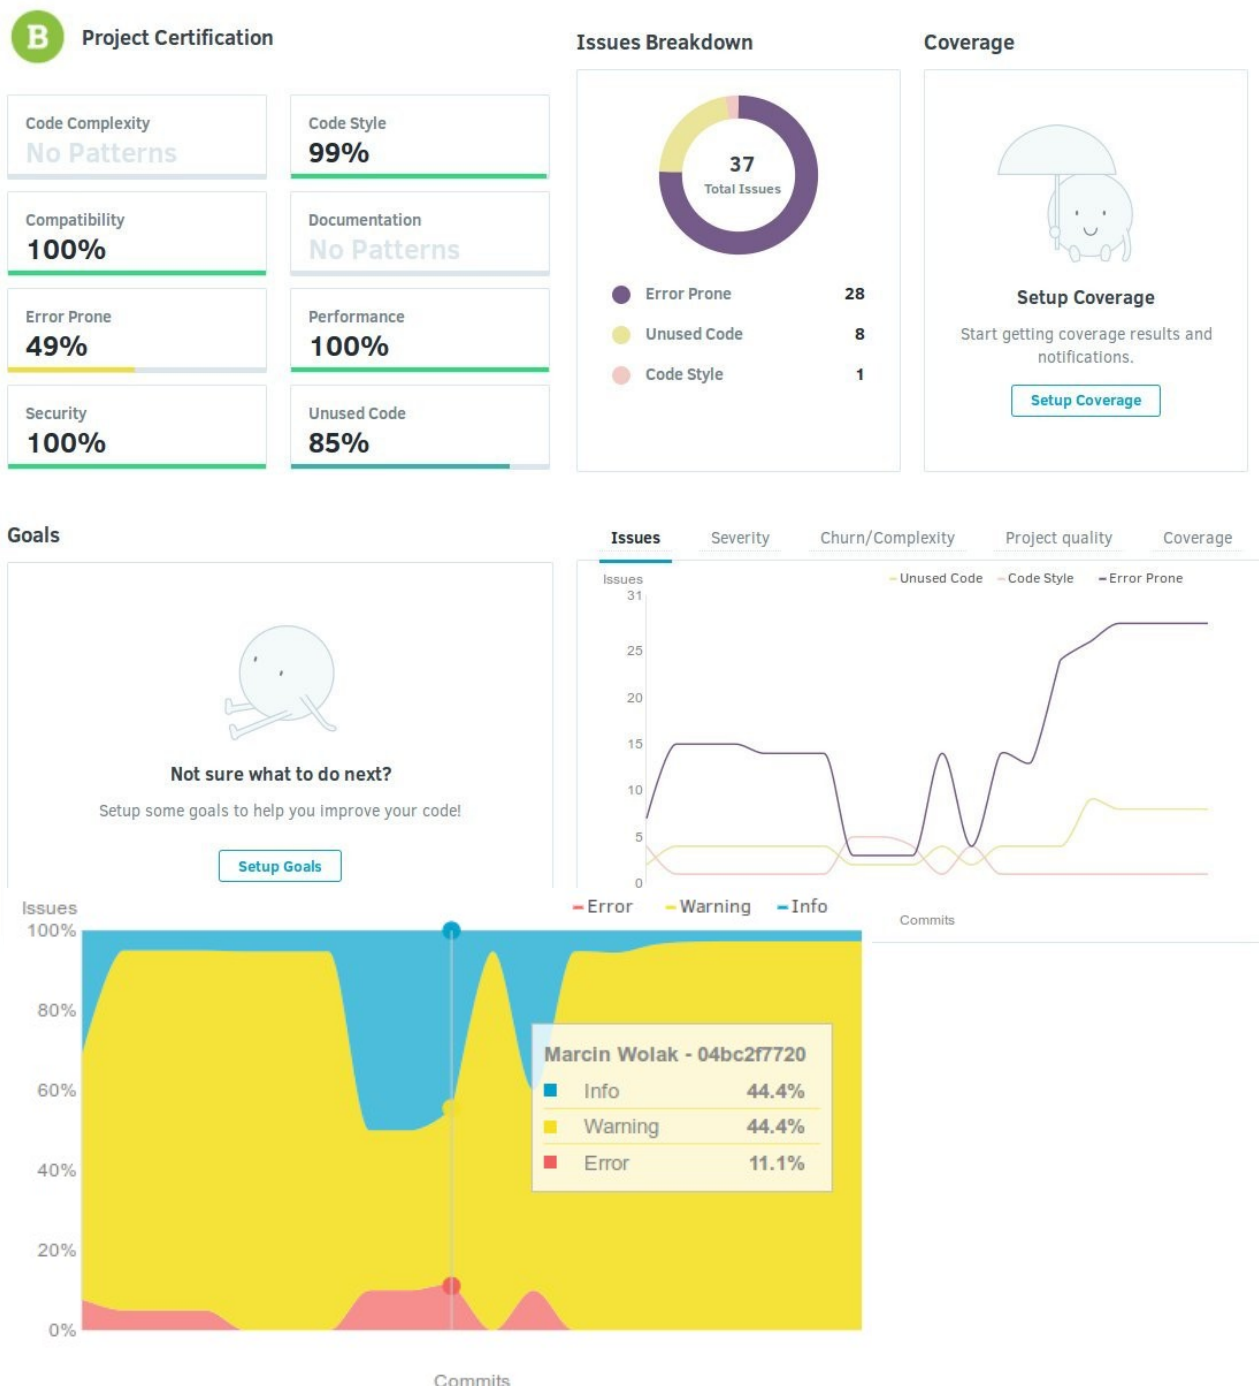 B Project Certification
Code Complexity
No Patterns
Code Style
99%
Compatibility
100%
Documentation
No Patterns
Error Prone
49%
Performance
100%
Security
100%
Unused Code
85%
Issues Breakdown
37
Total Issues
Error Prone 28
Unused Code 8
Code Style 1
Coverage
Setup Coverage
Start getting coverage results and
notifications.
Setup Coverage
Goals
Not sure what to do next?
Setup some goals to help you improve your code!
Setup Goals
Issues Severity Churn/Complexity Project quality Coverage
Issues
Unused Code Code Style Error Prone
31
25
20
15
10
5
0
Commits
Issues
Error Warning Info
100%
80%
60%
40%
20%
0%
Marcin Wolak - 04bc2f7720
Info 44.4%
Warning 44.4%
Error 11.1%
Commits